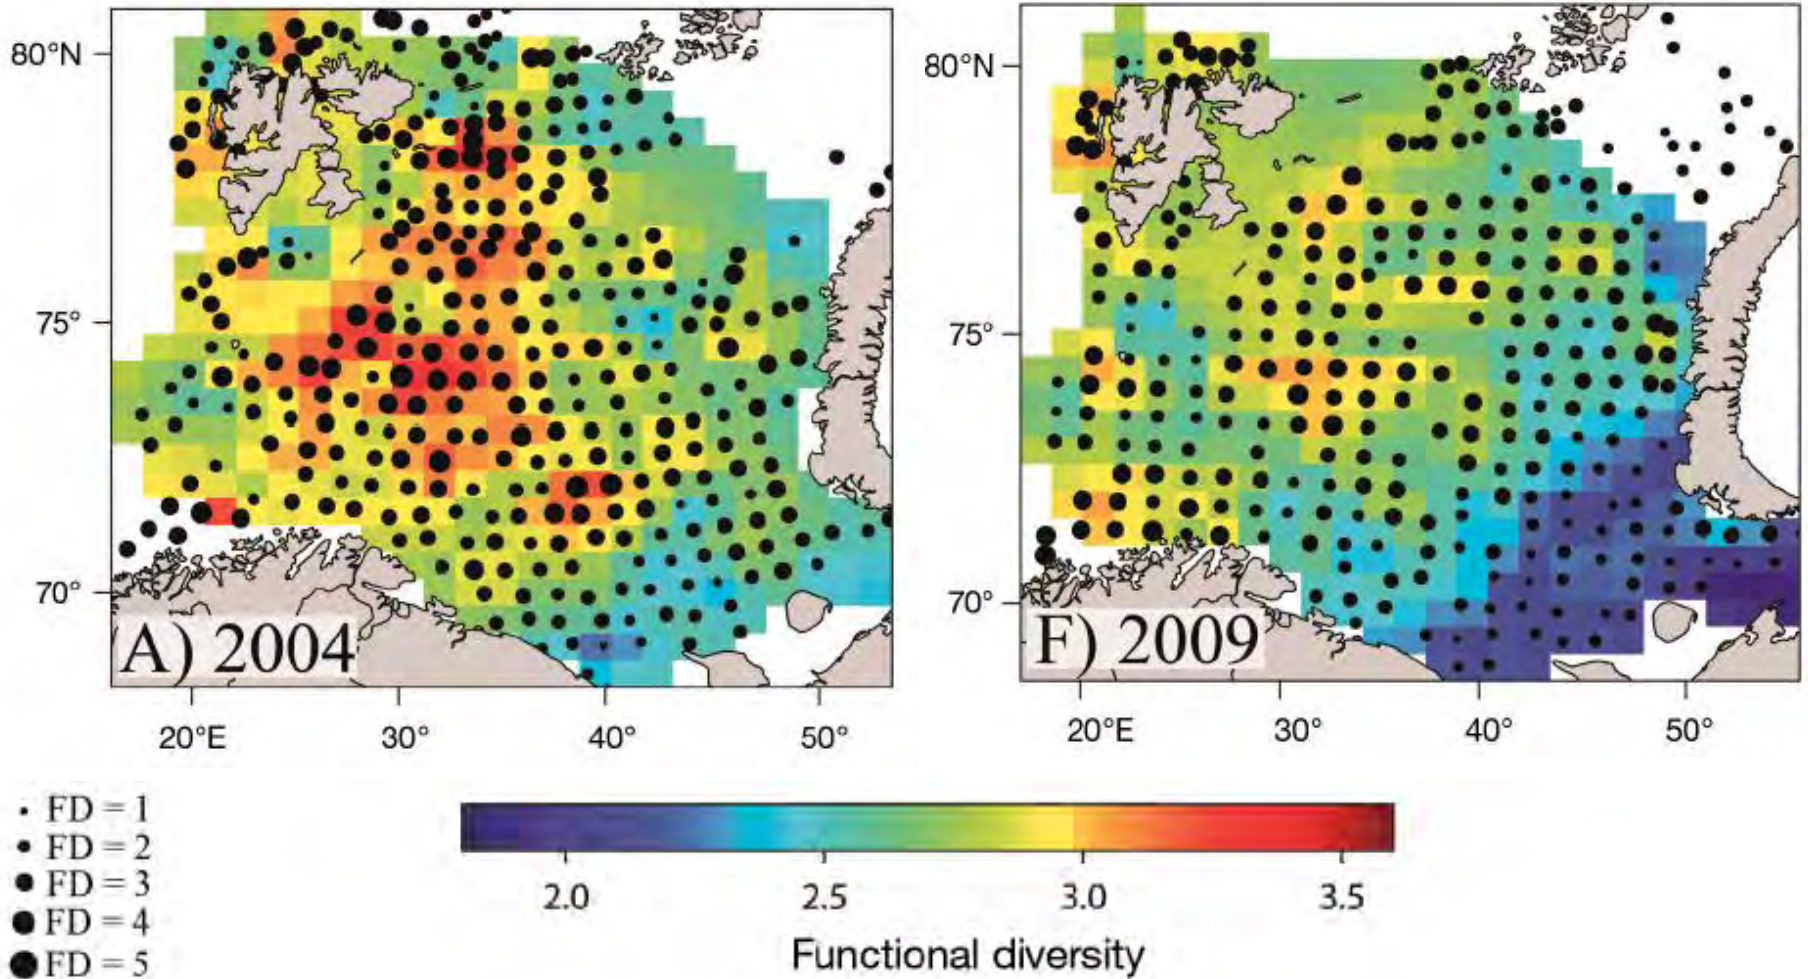 80°N
75°
70°
A) 2004
20°E 30° 40° 50°
80°N
75°
70°
F) 2009
20°E 30° 40° 50°
FD = 1
FD = 2
FD = 3
FD = 4
FD = 5
2.0 2.5 3.0 3.5
Functional diversity